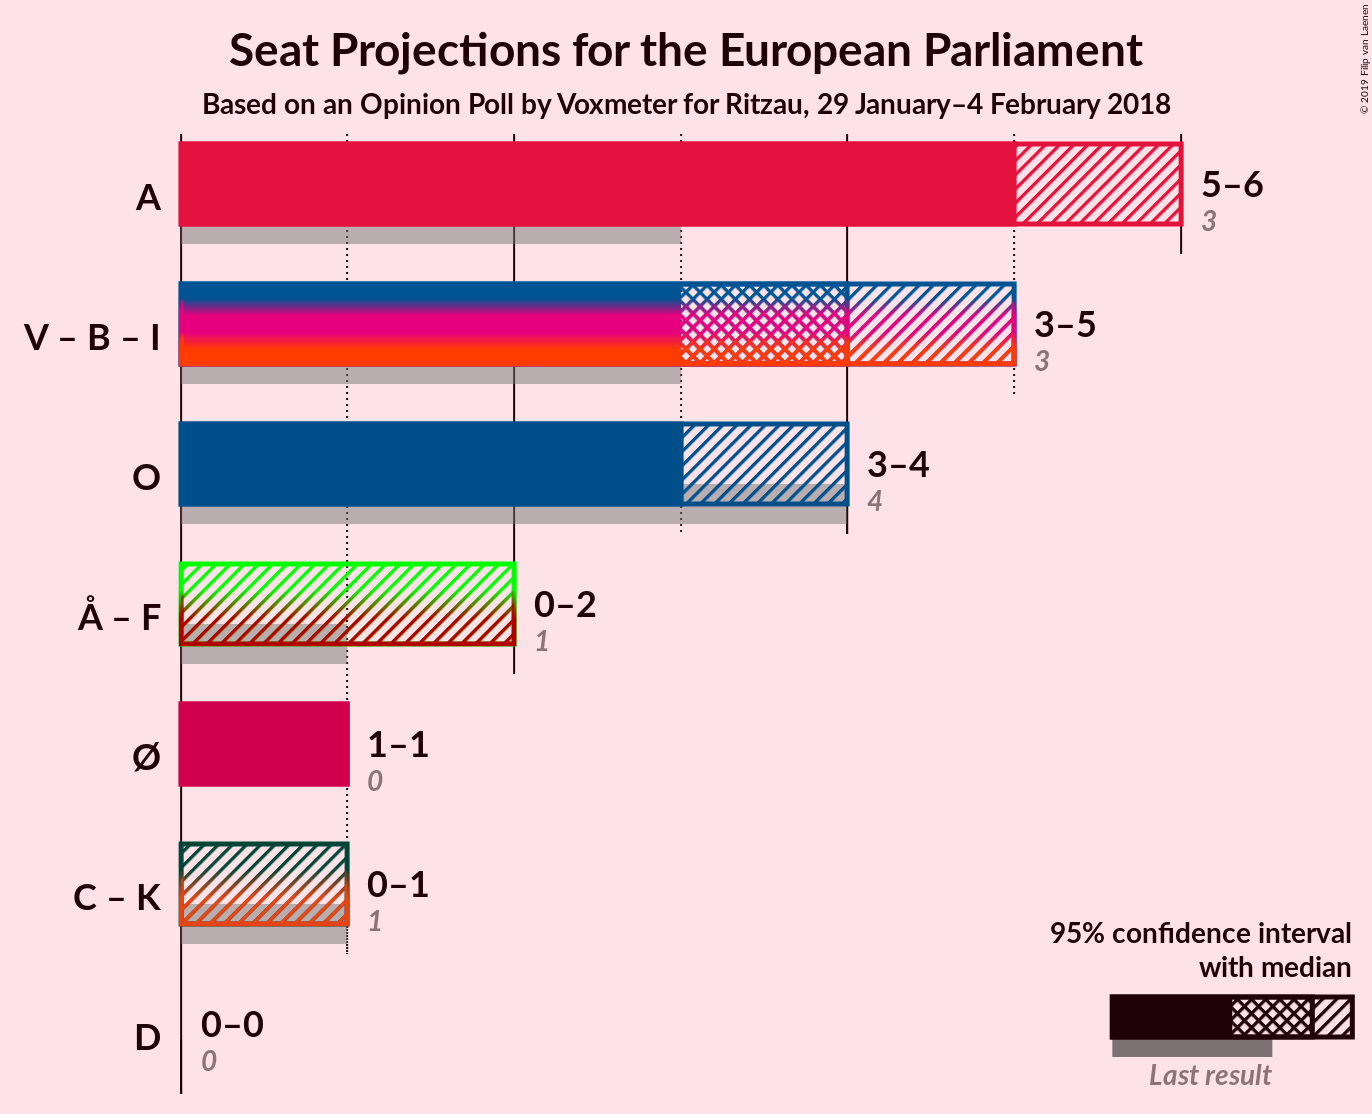 Seat Projections for the European Parliament
Based on an Opinion Poll by Voxmeter for Ritzau, 29 January–4 February 2018
© 2019 Filip van Laenen
A
5–6
3
V – B – I
3–5
3
O
3–4
4
Å – F
0–2
1
Ø
1–1
0
C – K
0–1
1
D
0–0
0
95% confidence interval
with median
Last result